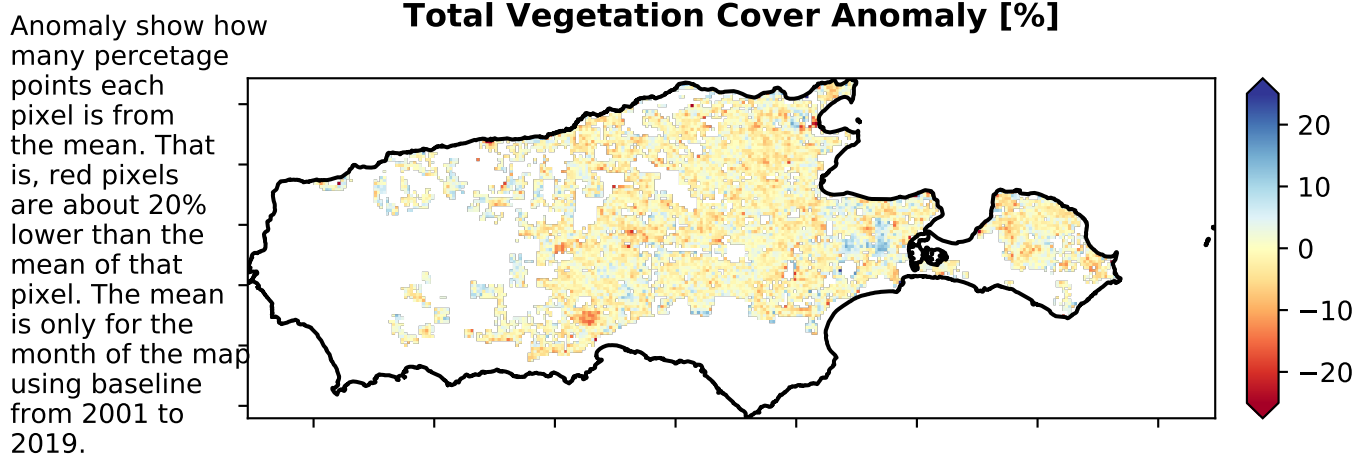 Total Vegetation Cover Anomaly [%]
Anomaly show how
many percetage
points each
pixel is from
the mean. That
is, red pixels
are about 20%
lower than the
mean of that
pixel. The mean
is only for the
month of the map
using baseline
from 2001 to
2019.
20
10
0
−10
−20